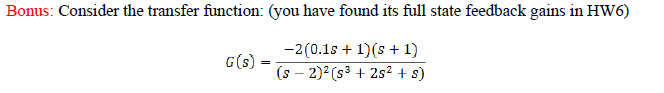 Bonus: Consider the transfer function: (you have found its full state feedback gains in HW6)
G(s) = \frac{-2(0.1s + 1)(s + 1)}{(s − 2)²(s³ + 2s² + s)}